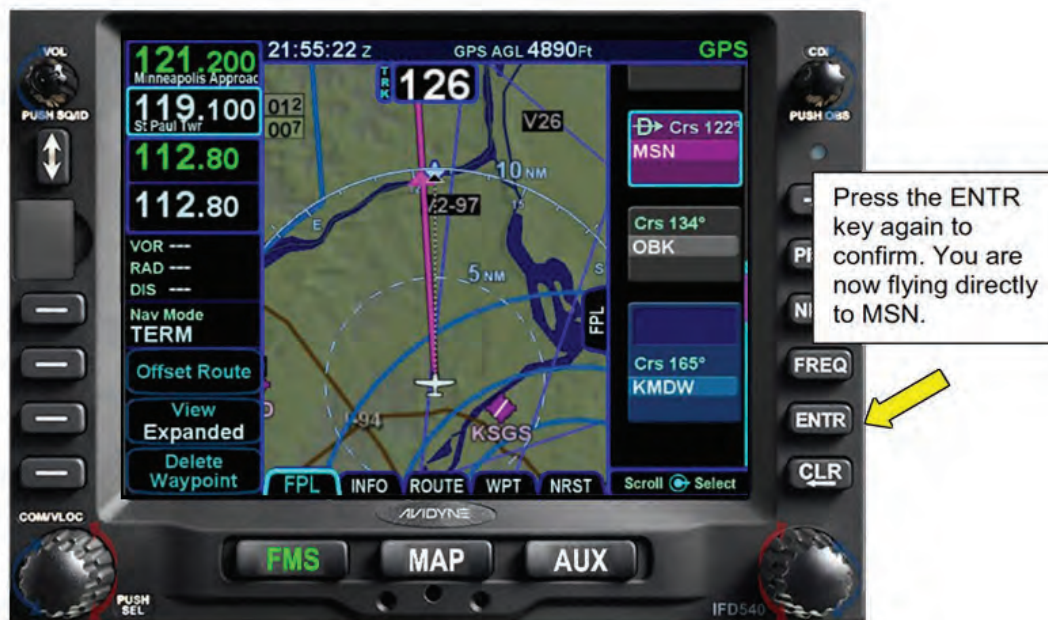 VOL
PUSH SQ/ID
121.200
Minneapolis Approac
119.100
St Paul Twr
112.80
112.80
VOR ---
RAD ---
DIS ---
Nav Mode
TERM
Offset Route
View
Expanded
Delete
Waypoint
21:55:22 Z
GPS AGL 4890Ft
GPS
TRK
126
012
007
V26
10 NM
V2-97
E
15
5 NM
S
I-94
KSGS
FPL
Crs 122°
MSN
Crs 134°
OBK
Crs 165°
KMDW
FPL
INFO
ROUTE
WPT
NRST
Scroll
Select
CDI
PUSH OBS
Press the ENTR
key again to
confirm. You are
now flying directly
to MSN.
FREQ
ENTR
CLR
AVIDYNE
COM/VLOC
PUSH
SEL
FMS
MAP
AUX
IFD540